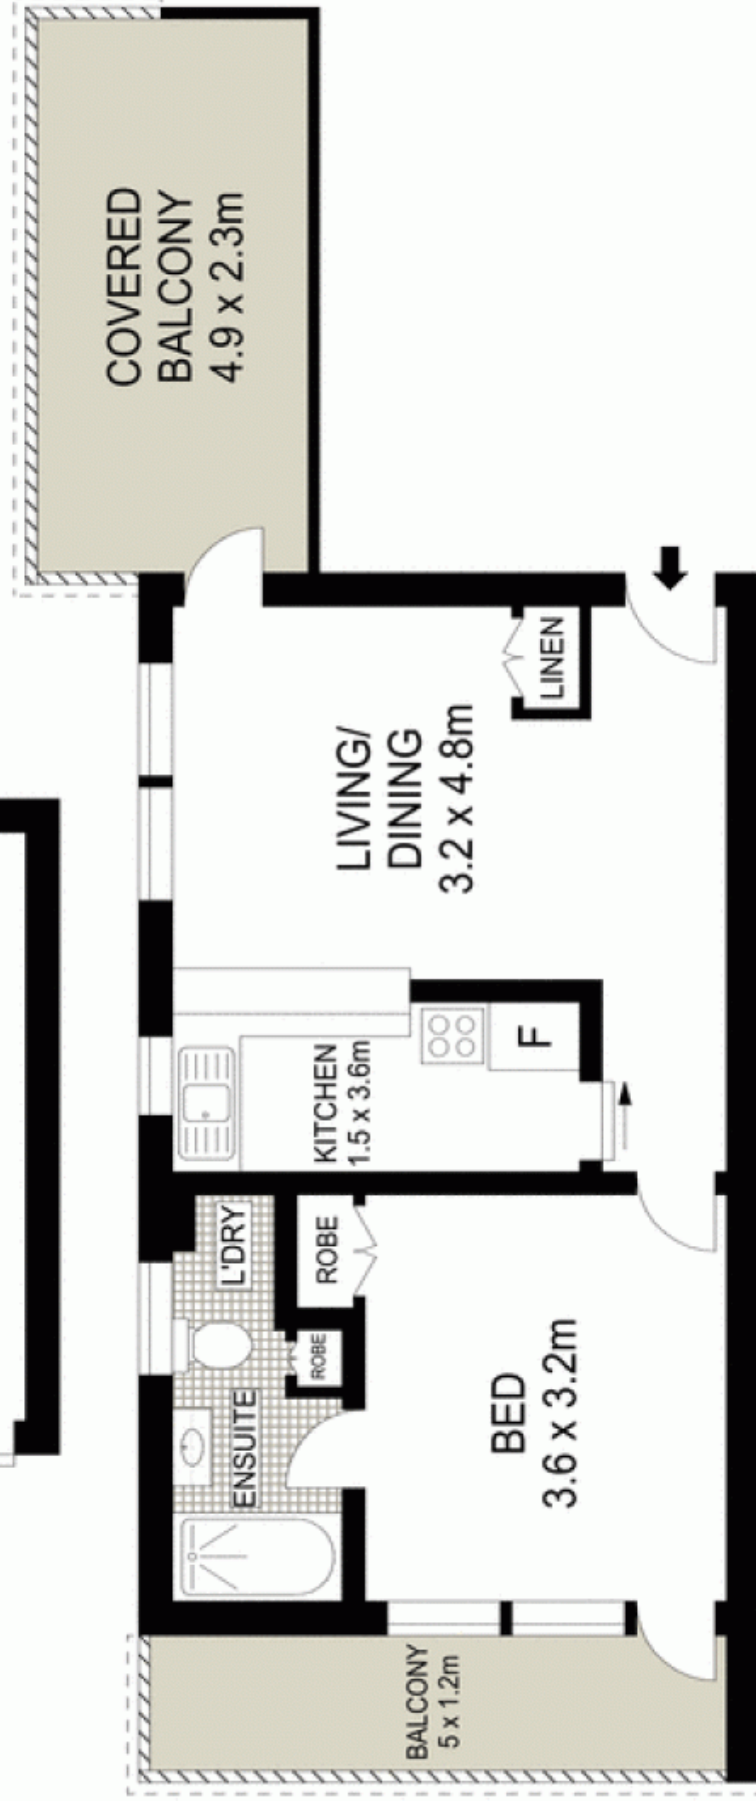 COVERED
BALCONY
4.9 x 2.3m
LINEN
LIVING/
DINING
3.2 x 4.8m
F
KITCHEN
1.5 x 3.6m
L'DRY
ROBE
ROBE
ENSUITE
BED
3.6 x 3.2m
BALCONY
5 x 1.2m